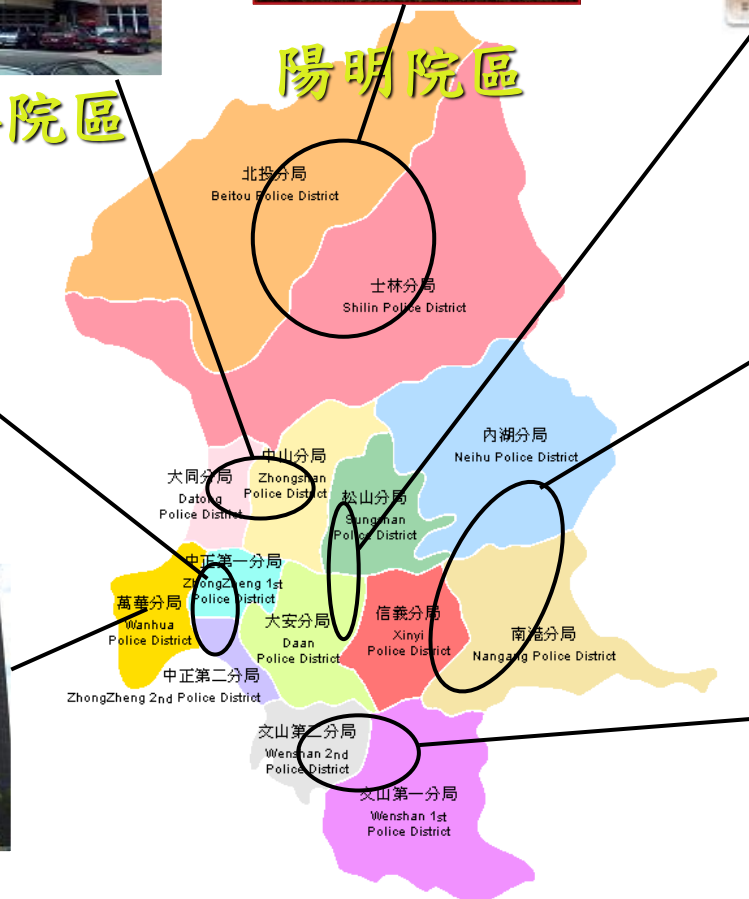 陽明院區
院區
北投分局
Beitou Police District
士林分局
Shilin Police District
內湖分局
Neihu Police District
中山分局
Zhongshan
Police District
大同分局
Datong
Police District
松山分局
Sungshan
Police District
中正第一分局
ZhongZheng 1st
Police District
萬華分局
Wanhua
Police District
大安分局
Daan
Police District
信義分局
Xinyi
Police District
南港分局
Nangang Police District
中正第二分局
ZhongZheng 2nd Police District
文山第二分局
Wenshan 2nd
Police District
文山第一分局
Wenshan 1st
Police District